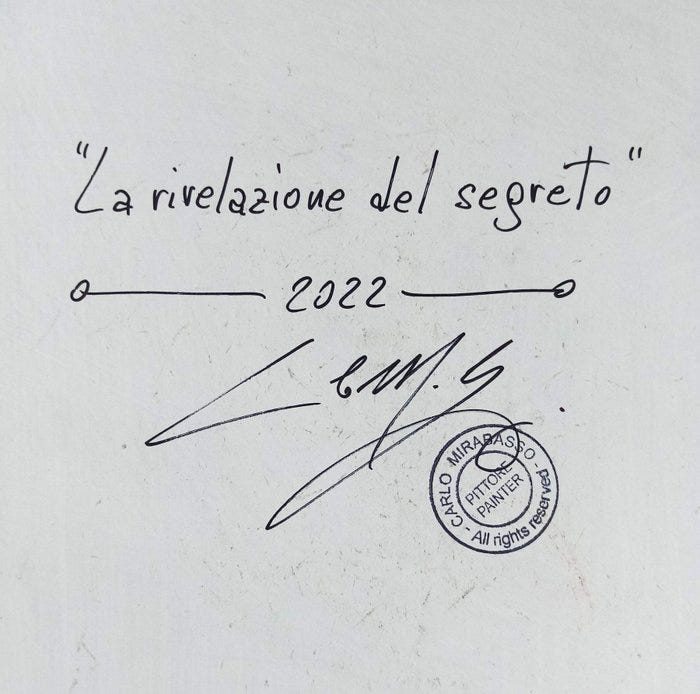 "La rivelazione del segreto"
2022
CARLO MIRABASSO - All rights reserved -
PITTORE
PAINTER